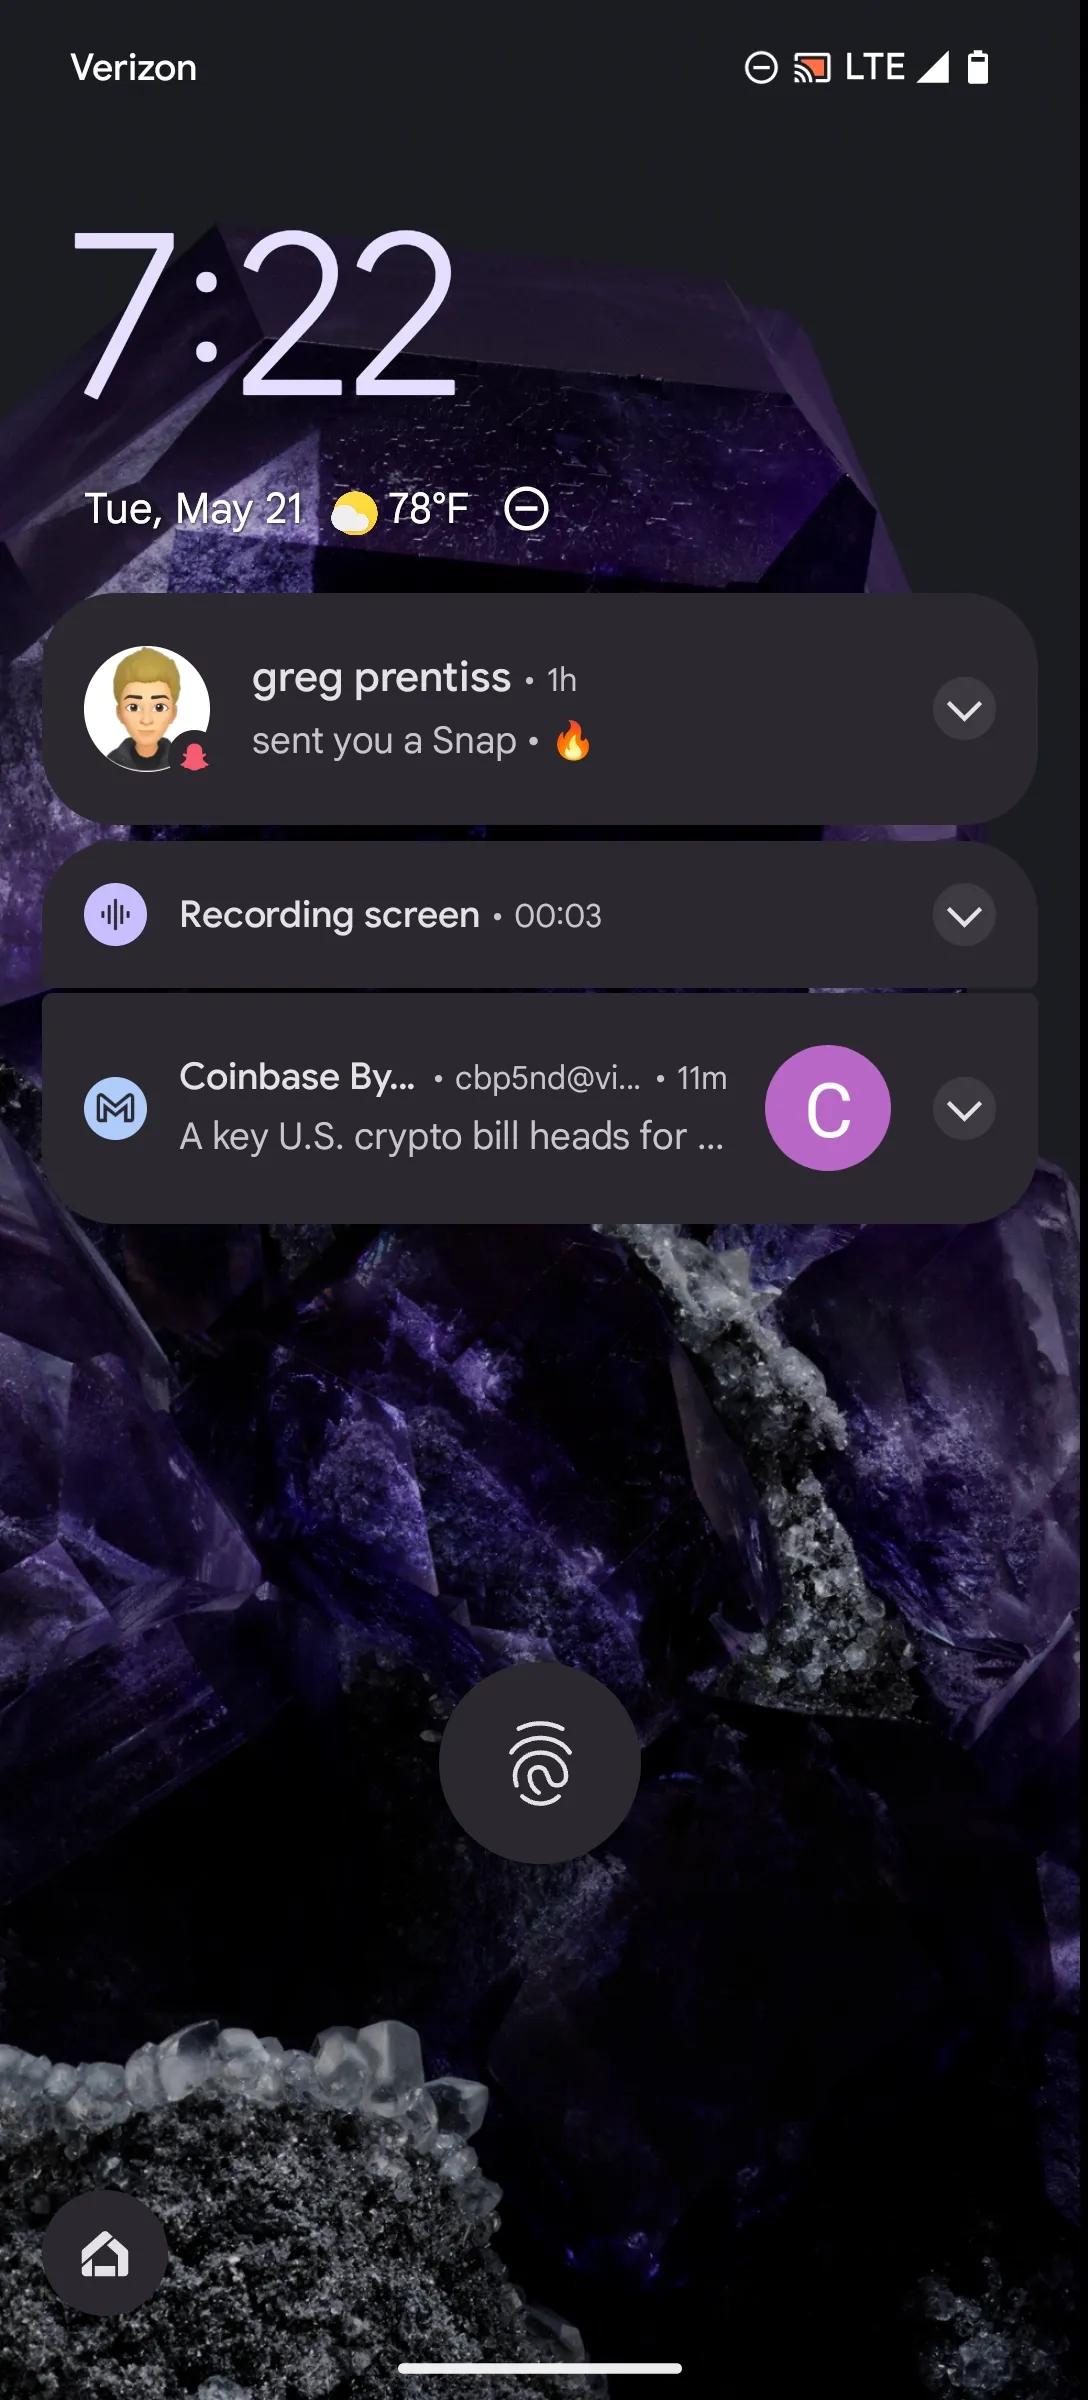 Verizon LTE
7:22
Tue, May 21 78°F
greg prentiss • 1h
sent you a Snap • 🔥
Recording screen • 00:03
Coinbase By... • cbp5nd@vi... • 11m
A key U.S. crypto bill heads for ...
C